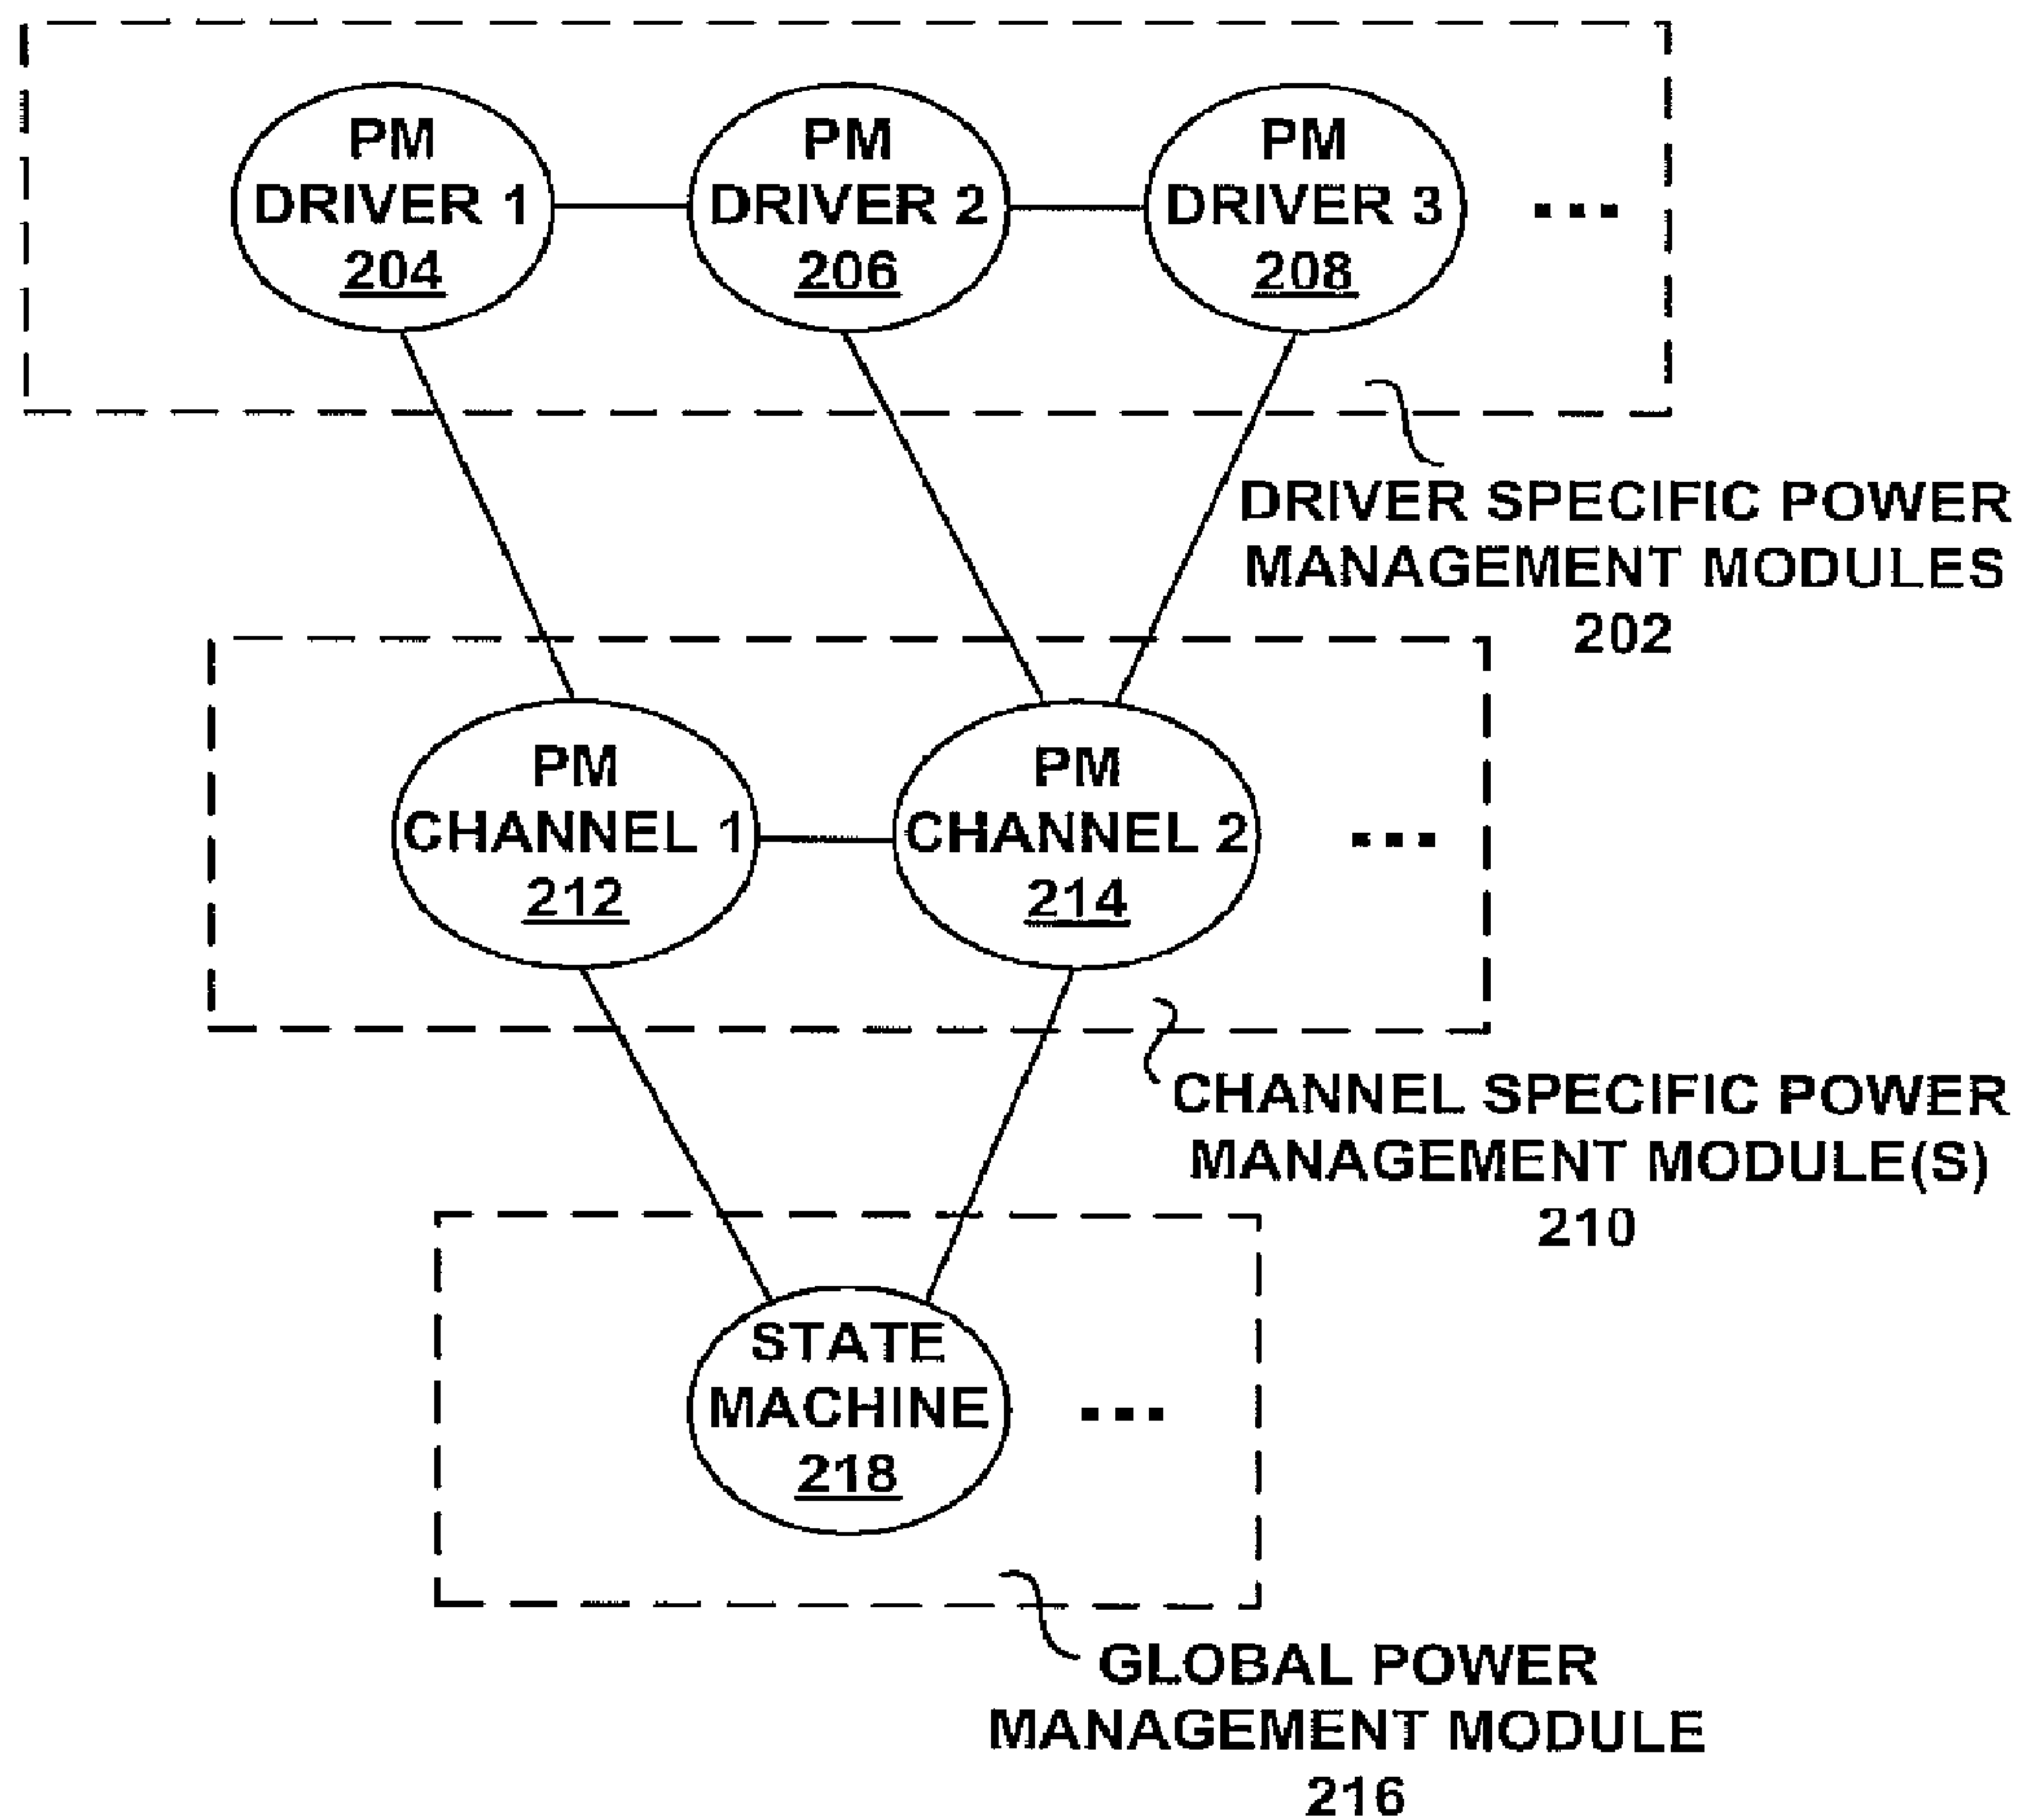 PM
DRIVER 1
204
PM
DRIVER 2
206
PM
DRIVER 3
208
...
DRIVER SPECIFIC POWER
MANAGEMENT MODULES
202
PM
CHANNEL 1
212
PM
CHANNEL 2
214
...
CHANNEL SPECIFIC POWER
MANAGEMENT MODULE(S)
210
STATE
MACHINE
218
...
GLOBAL POWER
MANAGEMENT MODULE
216